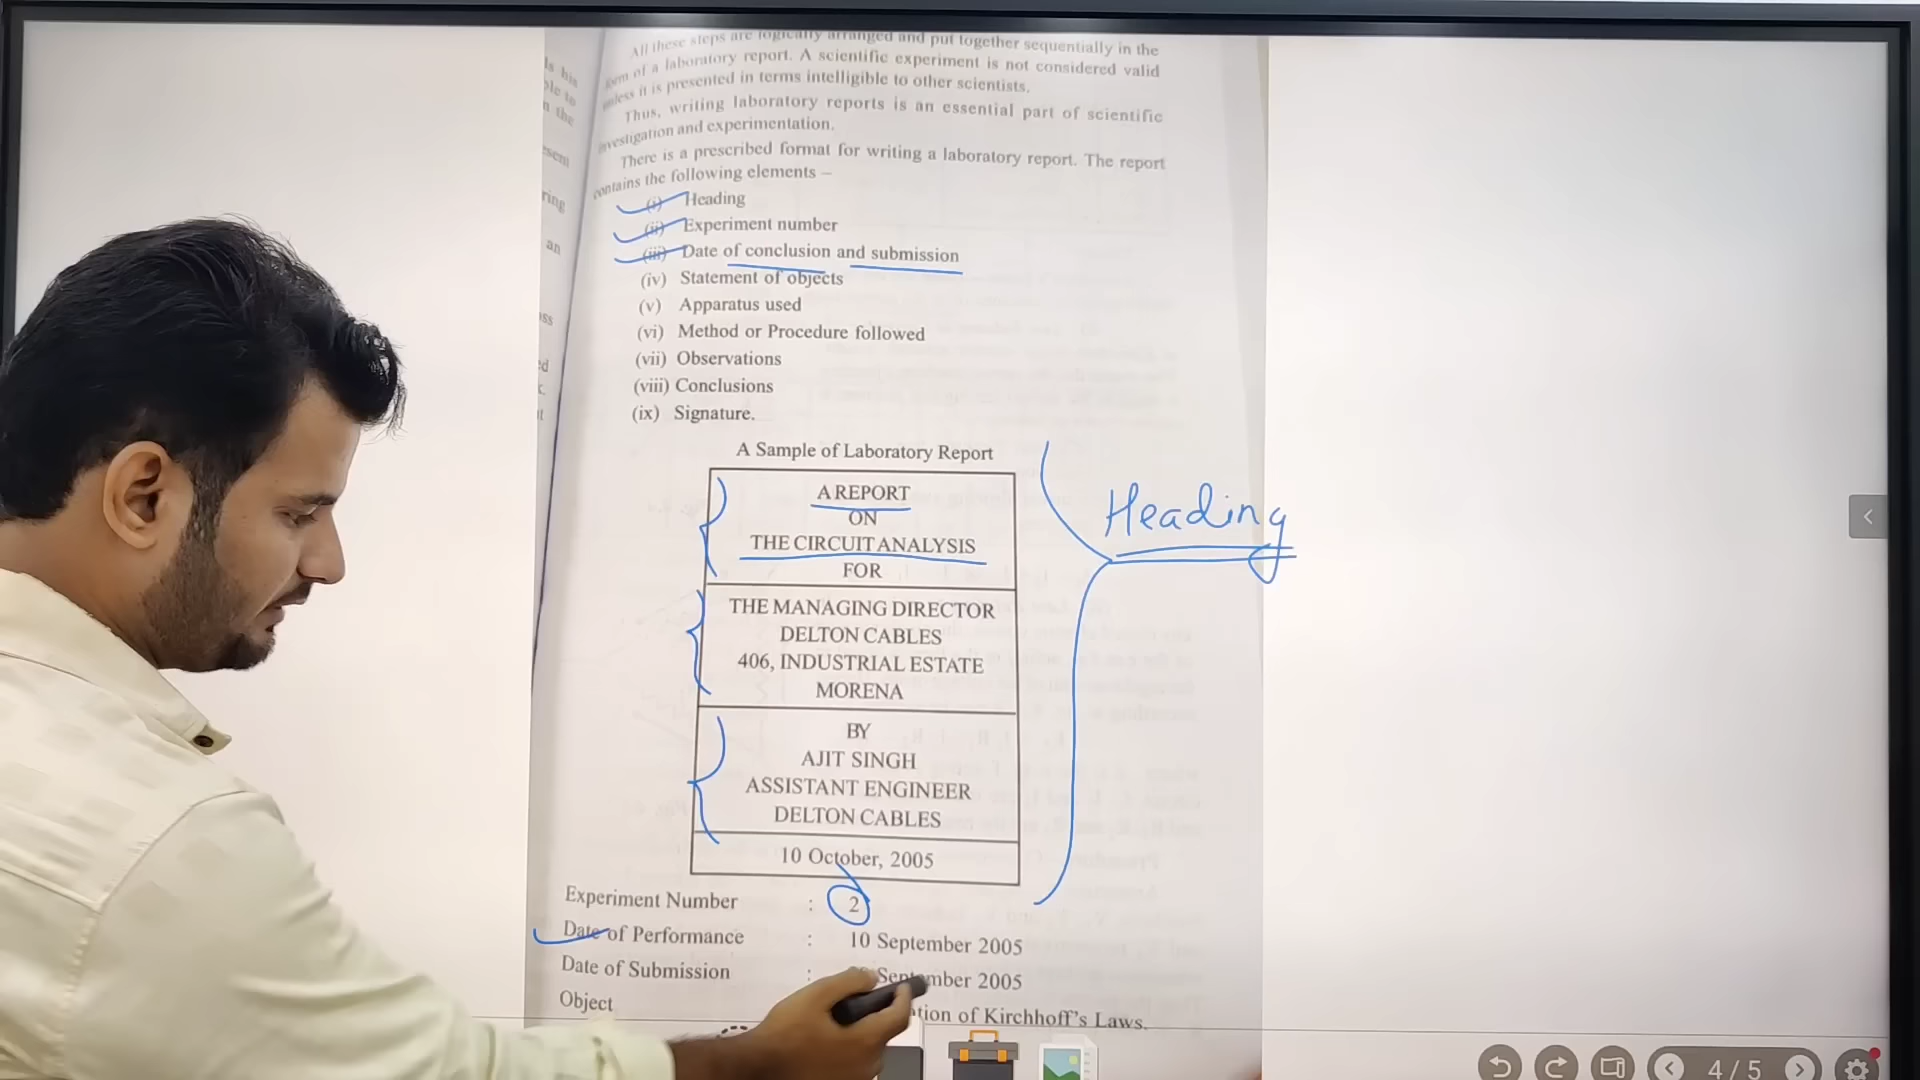 All these steps are logically arranged and put together sequentially in the
form of a laboratory report. A scientific experiment is not considered valid
unless it is presented in terms intelligible to other scientists.
Thus, writing laboratory reports is an essential part of scientific
investigation and experimentation.
There is a prescribed format for writing a laboratory report. The report
contains the following elements –
(i) Heading
(ii) Experiment number
(iii) Date of conclusion and submission
(iv) Statement of objects
(v) Apparatus used
(vi) Method or Procedure followed
(vii) Observations
(viii) Conclusions
(ix) Signature.
A Sample of Laboratory Report
A REPORT
ON
THE CIRCUIT ANALYSIS
FOR
THE MANAGING DIRECTOR
DELTON CABLES
406, INDUSTRIAL ESTATE
MORENA
BY
AJIT SINGH
ASSISTANT ENGINEER
DELTON CABLES
10 October, 2005
Heading
Experiment Number : 2
Date of Performance : 10 September 2005
Date of Submission : September 2005
Object of Kirchhoff's Laws.
4/5